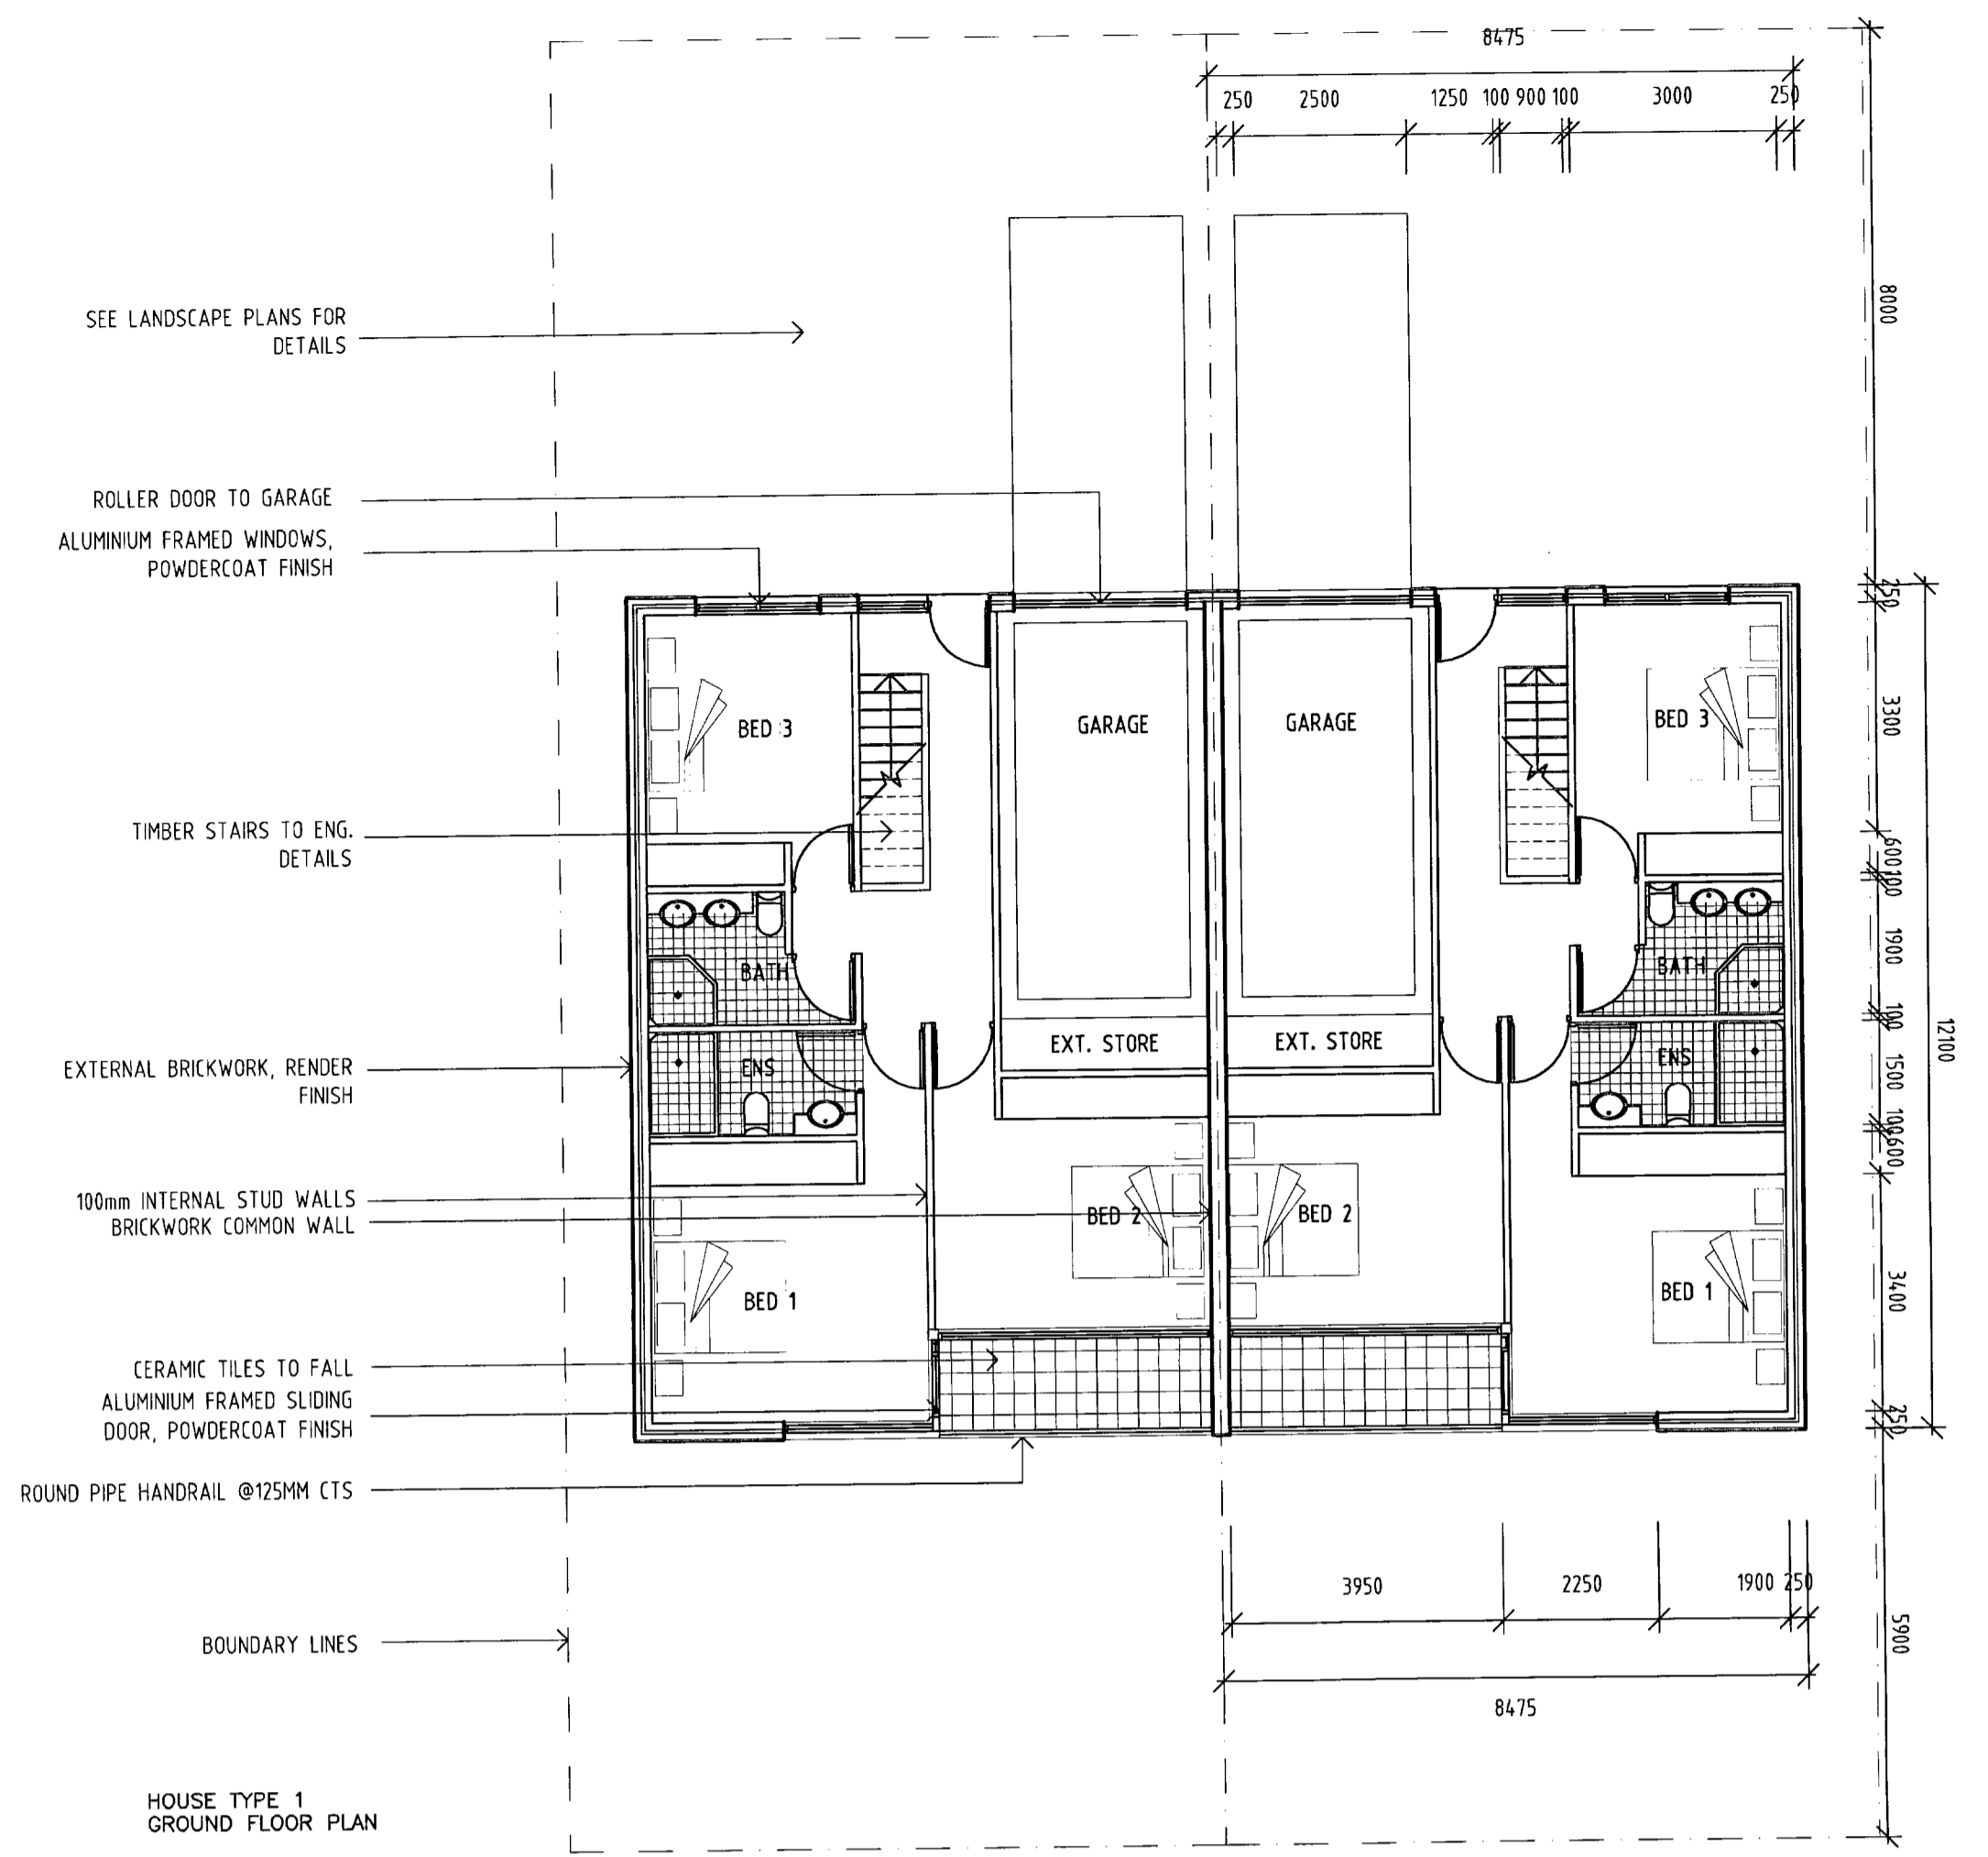 8475
250 2500 1250 100 900 100 3000 250
8000
SEE LANDSCAPE PLANS FOR
DETAILS
ROLLER DOOR TO GARAGE
ALUMINIUM FRAMED WINDOWS,
POWDERCOAT FINISH
250
BED 3
GARAGE
GARAGE
BED 3
3300
TIMBER STAIRS TO ENG.
DETAILS
600
100
BATH
BATH
1900
100
EXT. STORE
EXT. STORE
12100
EXTERNAL BRICKWORK, RENDER
FINISH
ENS
ENS
1500
100
600
100mm INTERNAL STUD WALLS
BRICKWORK COMMON WALL
BED 2
BED 2
BED 1
BED 1
3400
CERAMIC TILES TO FALL
ALUMINIUM FRAMED SLIDING
DOOR, POWDERCOAT FINISH
250
ROUND PIPE HANDRAIL @125MM CTS
3950 2250 1900 250
5900
BOUNDARY LINES
8475
HOUSE TYPE 1
GROUND FLOOR PLAN